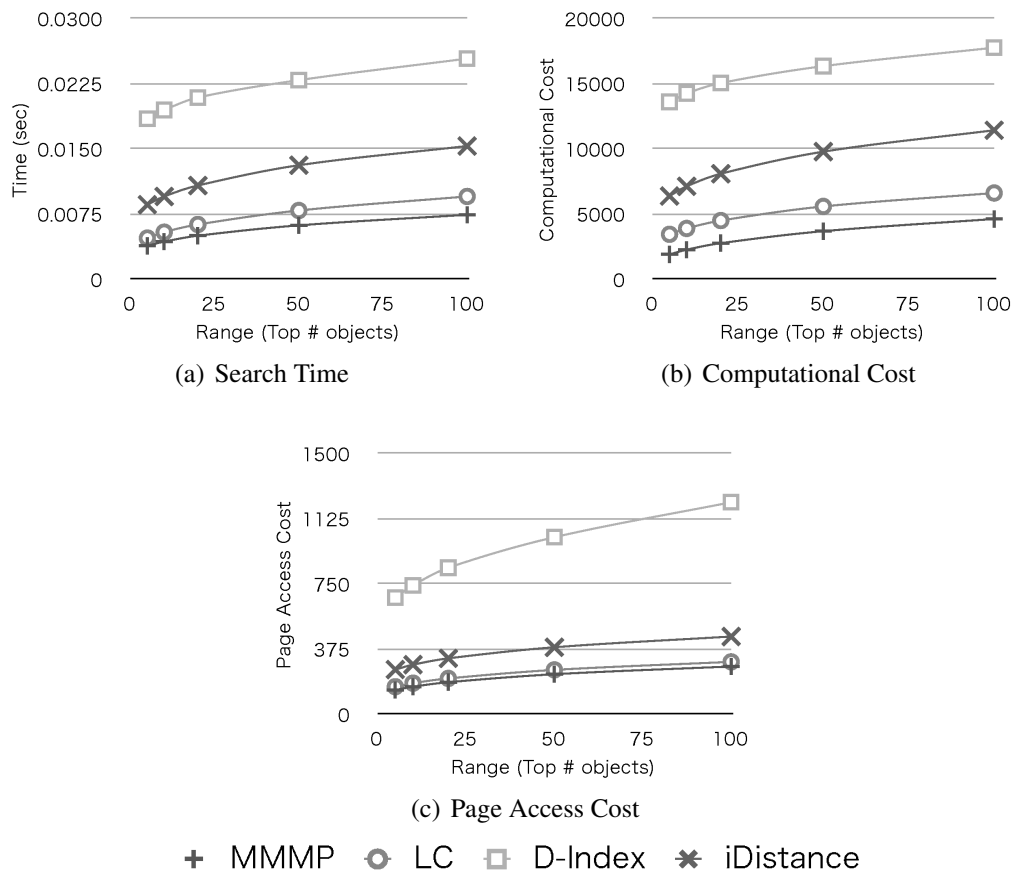 0.0300
0.0225
0.0150
0.0075
0
Time (sec)
0 25 50 75 100
Range (Top # objects)
(a) Search Time
20000
15000
10000
5000
0
Computational Cost
0 25 50 75 100
Range (Top # objects)
(b) Computational Cost
1500
1125
750
375
0
Page Access Cost
0 25 50 75 100
Range (Top # objects)
(c) Page Access Cost
MMMP LC D-Index iDistance